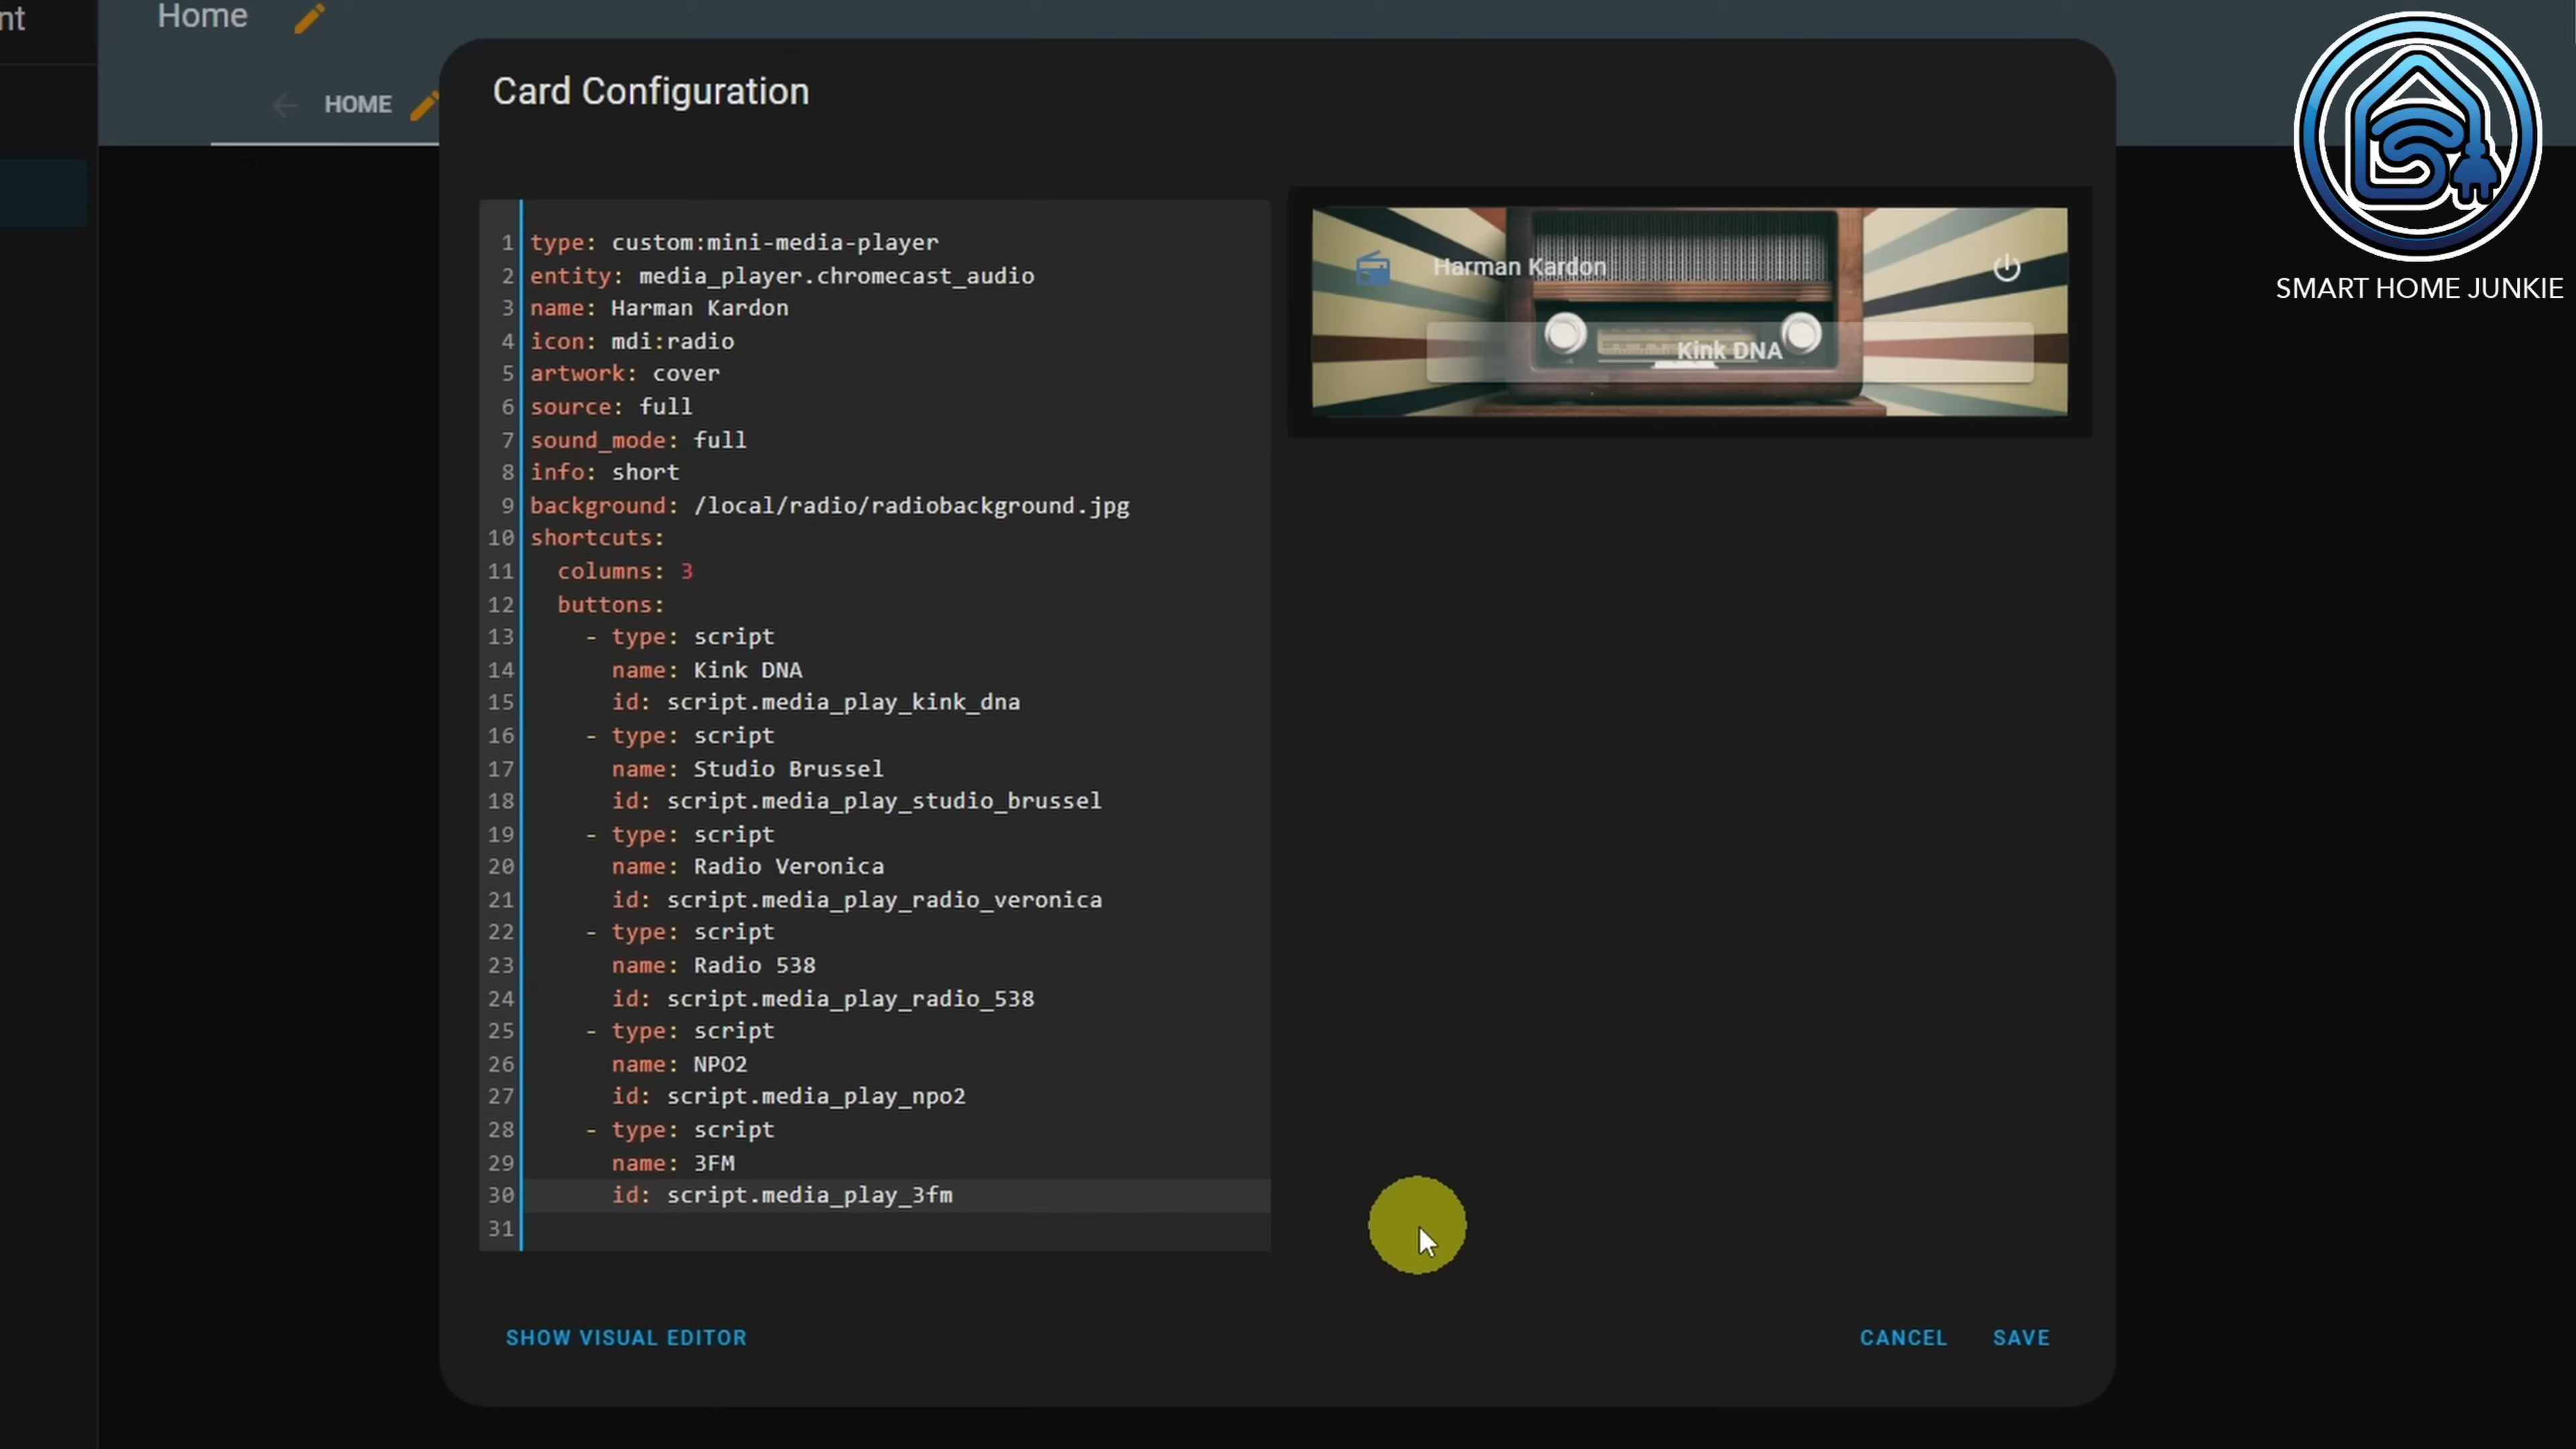 nt
Home
HOME
Card Configuration
SMART HOME JUNKIE
1 type: custom:mini-media-player
2 entity: media_player.chromecast_audio
3 name: Harman Kardon
4 icon: mdi:radio
5 artwork: cover
6 source: full
7 sound_mode: full
8 info: short
9 background: /local/radio/radiobackground.jpg
10 shortcuts:
11 columns: 3
12 buttons:
13 - type: script
14 name: Kink DNA
15 id: script.media_play_kink_dna
16 - type: script
17 name: Studio Brussel
18 id: script.media_play_studio_brussel
19 - type: script
20 name: Radio Veronica
21 id: script.media_play_radio_veronica
22 - type: script
23 name: Radio 538
24 id: script.media_play_radio_538
25 - type: script
26 name: NPO2
27 id: script.media_play_npo2
28 - type: script
29 name: 3FM
30 id: script.media_play_3fm
31
Harman Kardon
Kink DNA
SHOW VISUAL EDITOR
CANCEL
SAVE